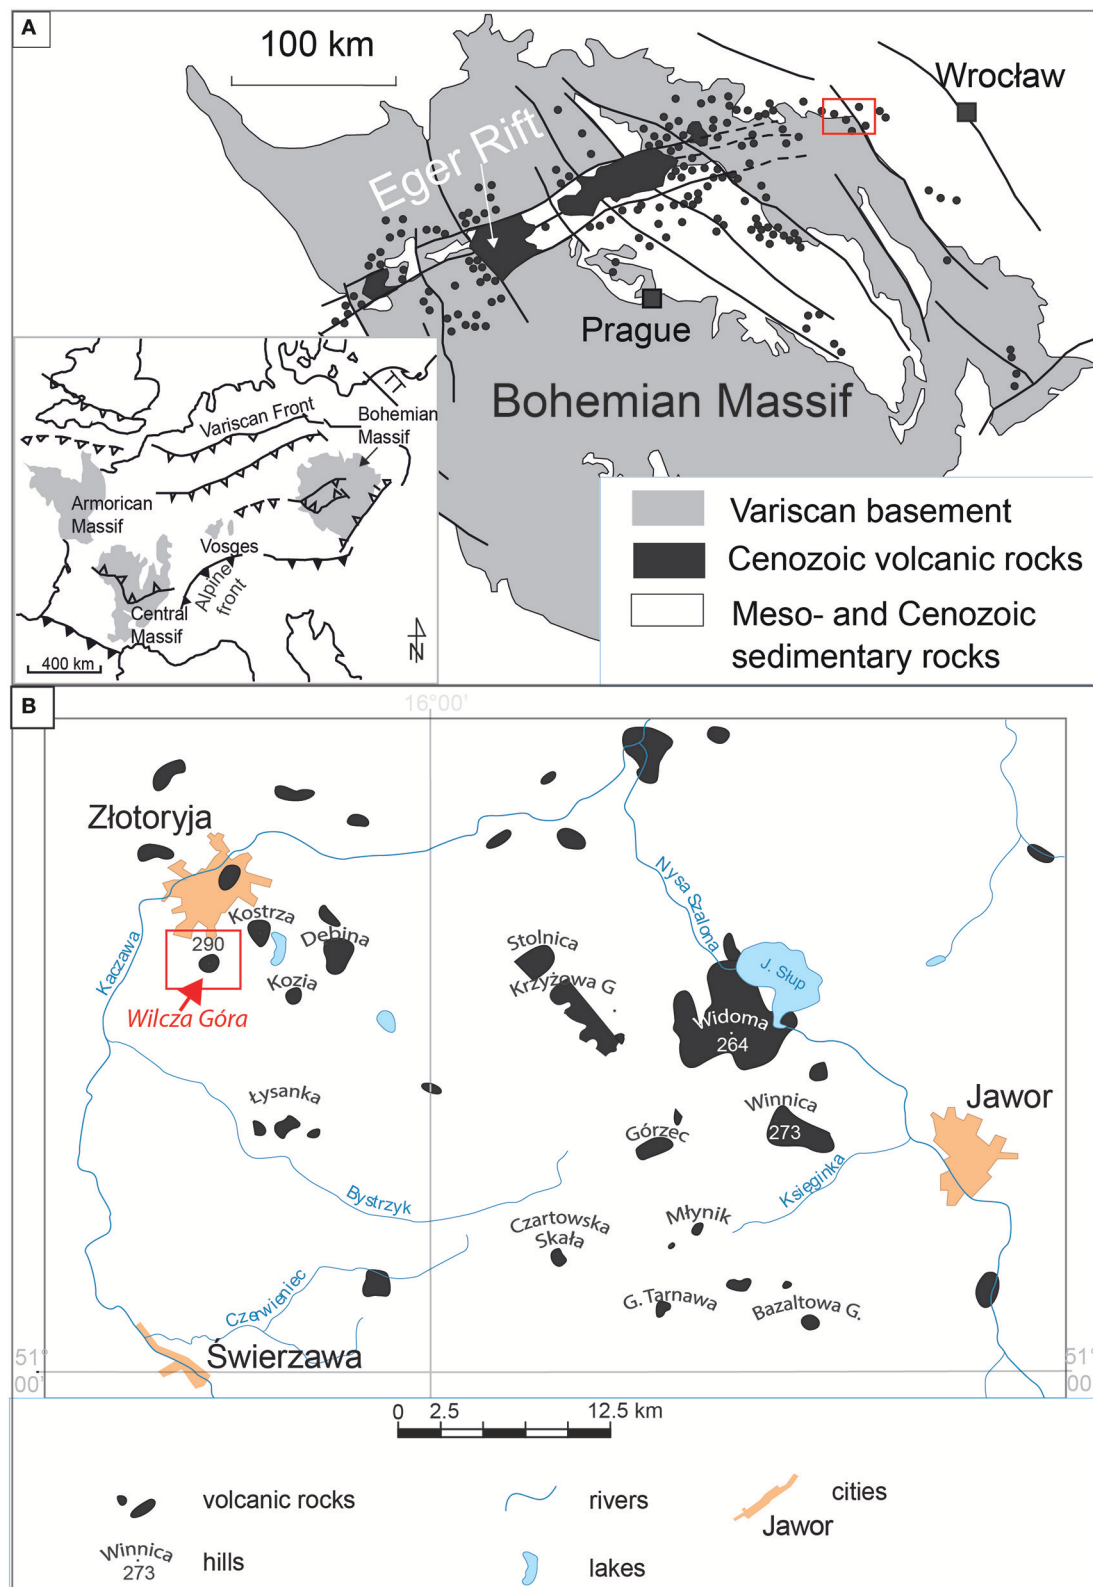 A
100 km
Wrocław
Eger Rift
Prague
Bohemian Massif
Variscan Front
Bohemian
Massif
Armorican
Massif
Vosges
Alpine
front
Central
Massif
400 km
N
Variscan basement
Cenozoic volcanic rocks
Meso- and Cenozoic
sedimentary rocks
B
16°00'
Złotoryja
Kaczawa
Kostrza
290
Dębina
Kozia
Wilcza Góra
Stolnica
Krzyżowa G
Nysa Szalona
J. Słup
Widoma
264
Łysanka
Winnica
273
Jawor
Górzec
Księginka
Bystrzyk
Czartowska
Skała
Młynik
Czerwieniec
G. Tarnawa
Bazaltowa G.
Świerzawa
51°
00'
51°
00'
0 2.5 12.5 km
volcanic rocks
rivers
cities
Jawor
Winnica
273
hills
lakes